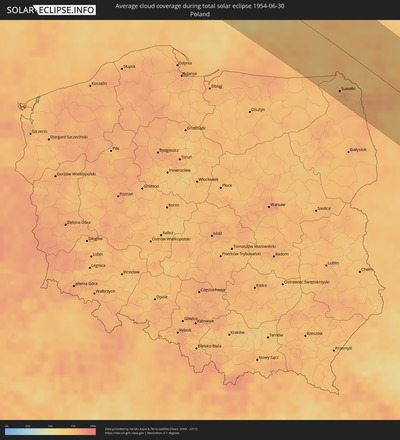 SOLAR-ECLIPSE.INFO
Average cloud coverage during total solar eclipse 1954-06-30
Poland
Gdynia
Słupsk
Gdańsk
Koszalin
Elbląg
Suwałki
Olsztyn
Szczecin
Stargard Szczeciński
Grudziądz
Piła
Bydgoszcz
Białystok
Toruń
Gorzów Wielkopolski
Inowrocław
Włocławek
Płock
Gniezno
Poznań
Konin
Warsaw
Siedlce
Zielona Góra
Kalisz
Łódź
Ostrów Wielkopolski
Głogów
Tomaszów Mazowiecki
Piotrków Trybunalski
Radom
Lubin
Legnica
Lublin
Wrocław
Chełm
Jelenia Góra
Ostrowiec Świętokrzyski
Kielce
Wałbrzych
Częstochowa
Opole
Gliwice
Katowice
Rybnik
Kraków
Tarnów
Rzeszów
Bielsko-Biała
Przemyśl
Nowy Sącz